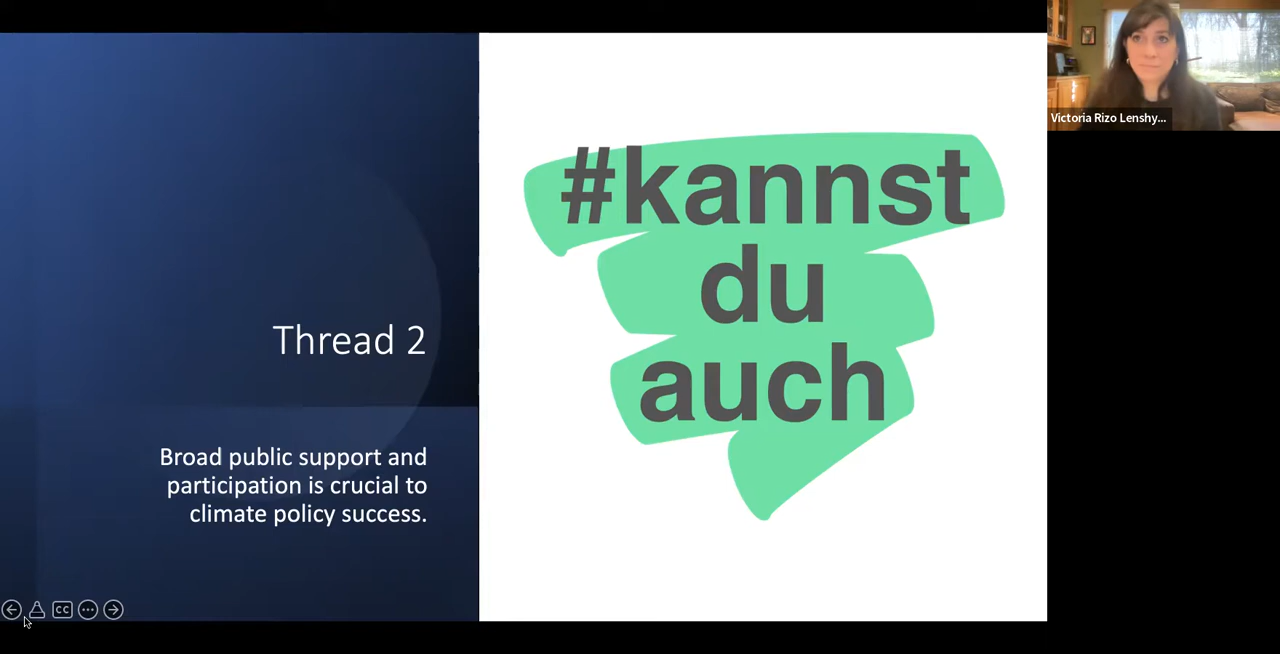 Thread 2
Broad public support and
participation is crucial to
climate policy success.
#kannst
du
auch
Victoria Rizo Lenshy...
CC